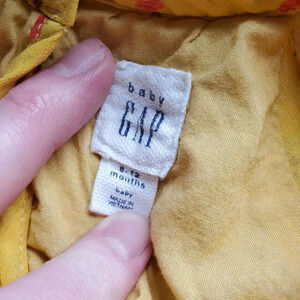 baby
GAP
6-12
months
baby
MADE IN
VIETNAM